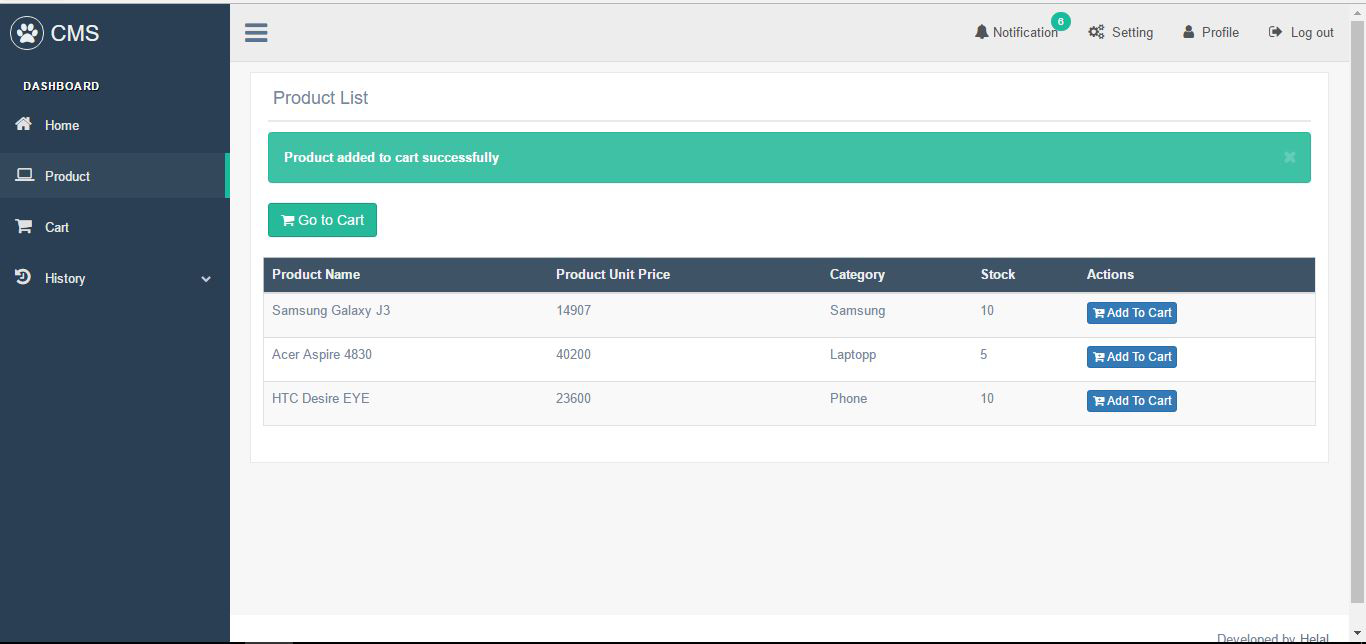 CMS
Notification 6 Setting Profile Log out
DASHBOARD
Home
Product
Cart
History
Product List
Product added to cart successfully
Go to Cart
Product Name Product Unit Price Category Stock Actions
Samsung Galaxy J3 14907 Samsung 10 Add To Cart
Acer Aspire 4830 40200 Laptopp 5 Add To Cart
HTC Desire EYE 23600 Phone 10 Add To Cart
Developed by Helal